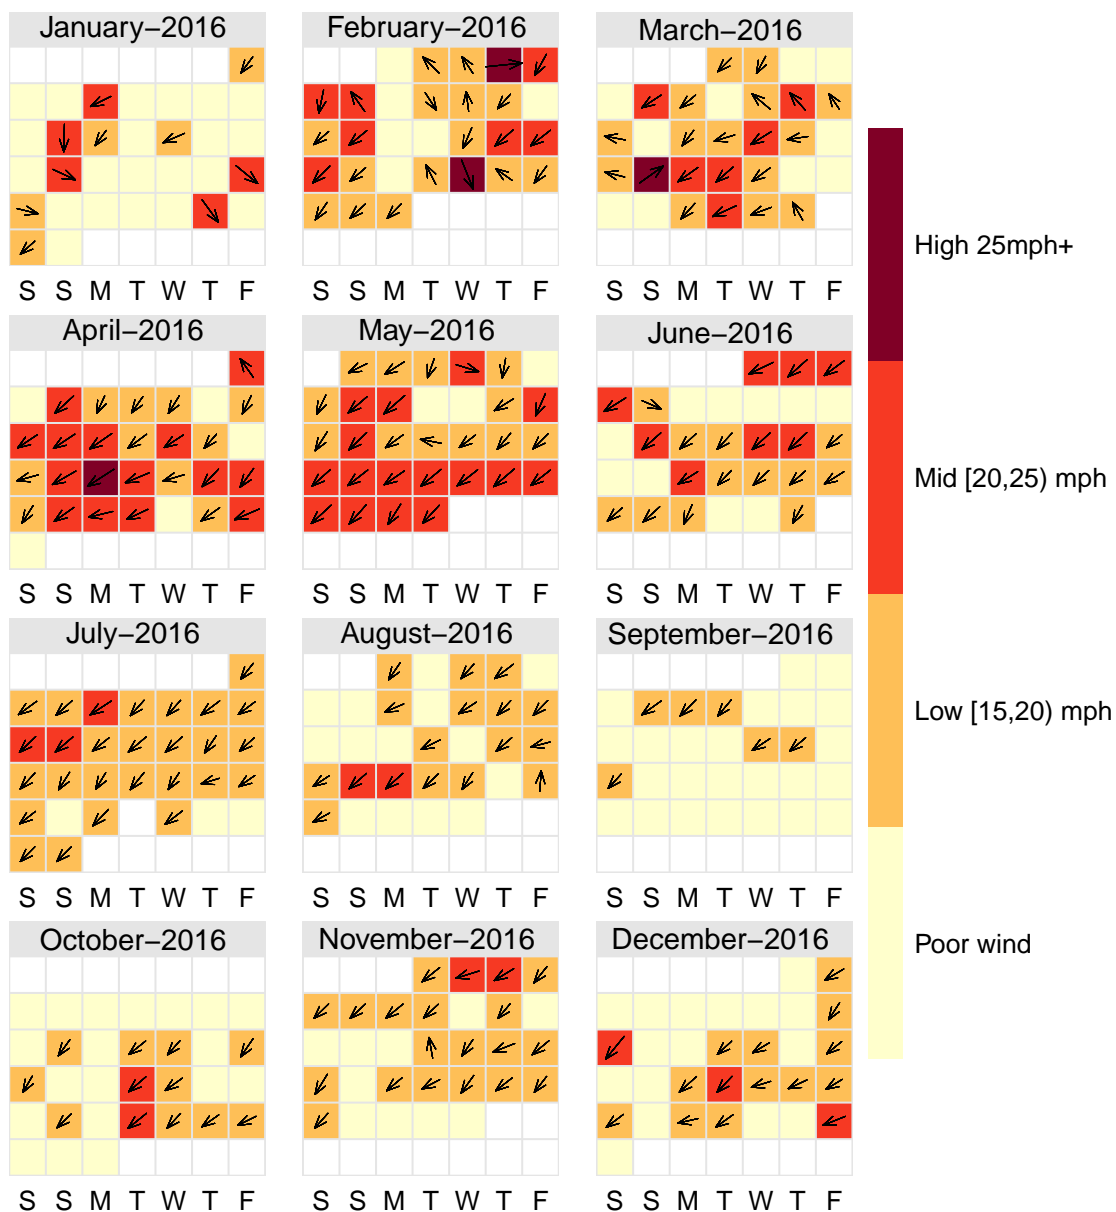 January–2016
February–2016
March–2016
S S M T W T F
S S M T W T F
S S M T W T F
April–2016
May–2016
June–2016
S S M T W T F
S S M T W T F
S S M T W T F
July–2016
August–2016
September–2016
S S M T W T F
S S M T W T F
S S M T W T F
October–2016
November–2016
December–2016
S S M T W T F
S S M T W T F
S S M T W T F
High 25mph+
Mid [20,25) mph
Low [15,20) mph
Poor wind